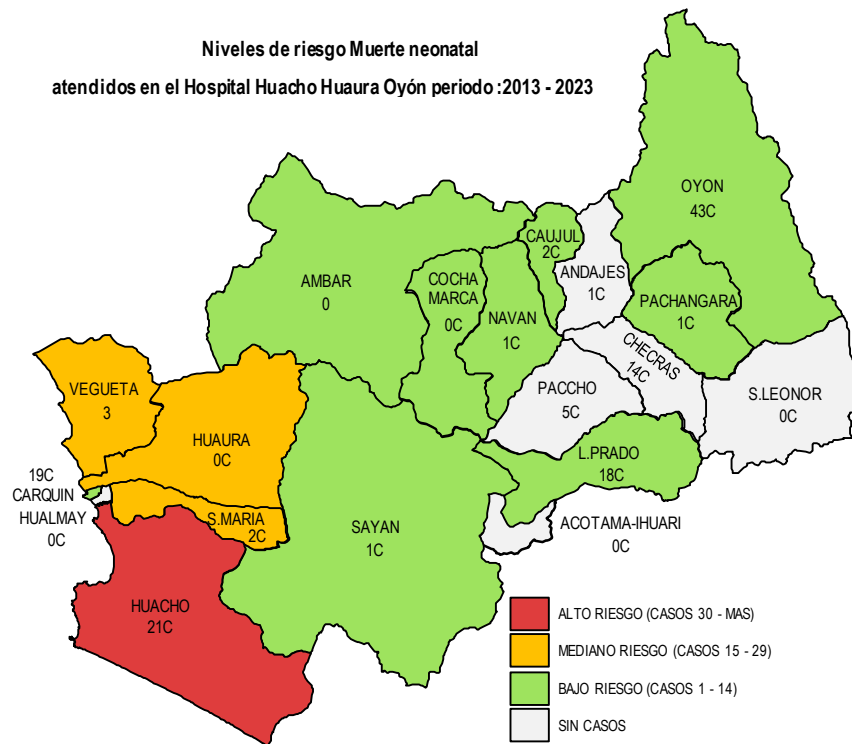 Niveles de riesgo Muerte neonatal
atendidos en el Hospital Huacho Huaura Oyón periodo :2013 - 2023
OYON
43C
CAUJUL
2C
ANDAJES
1C
AMBAR
0
COCHA
MARCA
0C
NAVAN
1C
PACHANGARA
1C
CHECRAS
14C
VEGUETA
3
PACCHO
5C
S.LEONOR
0C
HUAURA
0C
L.PRADO
18C
19C
CARQUIN
HUALMAY
0C
S.MARIA
2C
SAYAN
1C
ACOTAMA-IHUARI
0C
HUACHO
21C
ALTO RIESGO (CASOS 30 - MAS)
MEDIANO RIESGO (CASOS 15 - 29)
BAJO RIESGO (CASOS 1 - 14)
SIN CASOS